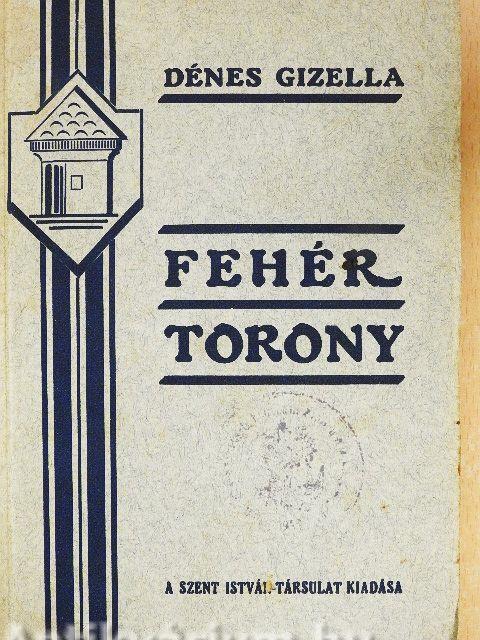 DÉNES GIZELLA
FEHÉR
TORONY
A SZENT ISTVÁN-TÁRSULAT KIADÁSA